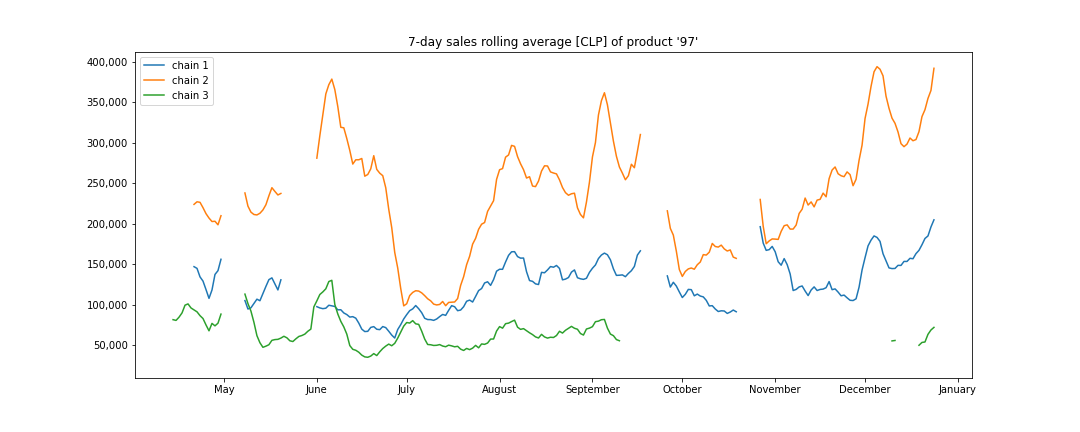 7-day sales rolling average [CLP] of product '97'
chain 1
chain 2
chain 3
400,000
350,000
300,000
250,000
200,000
150,000
100,000
50,000
May June July August September October November December January